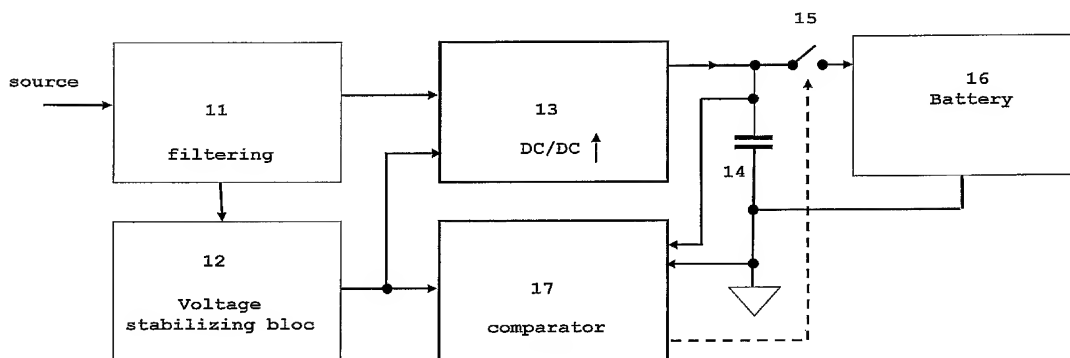 source
11
filtering
12
Voltage
stabilizing bloc
13
DC/DC
14
15
16
Battery
17
comparator